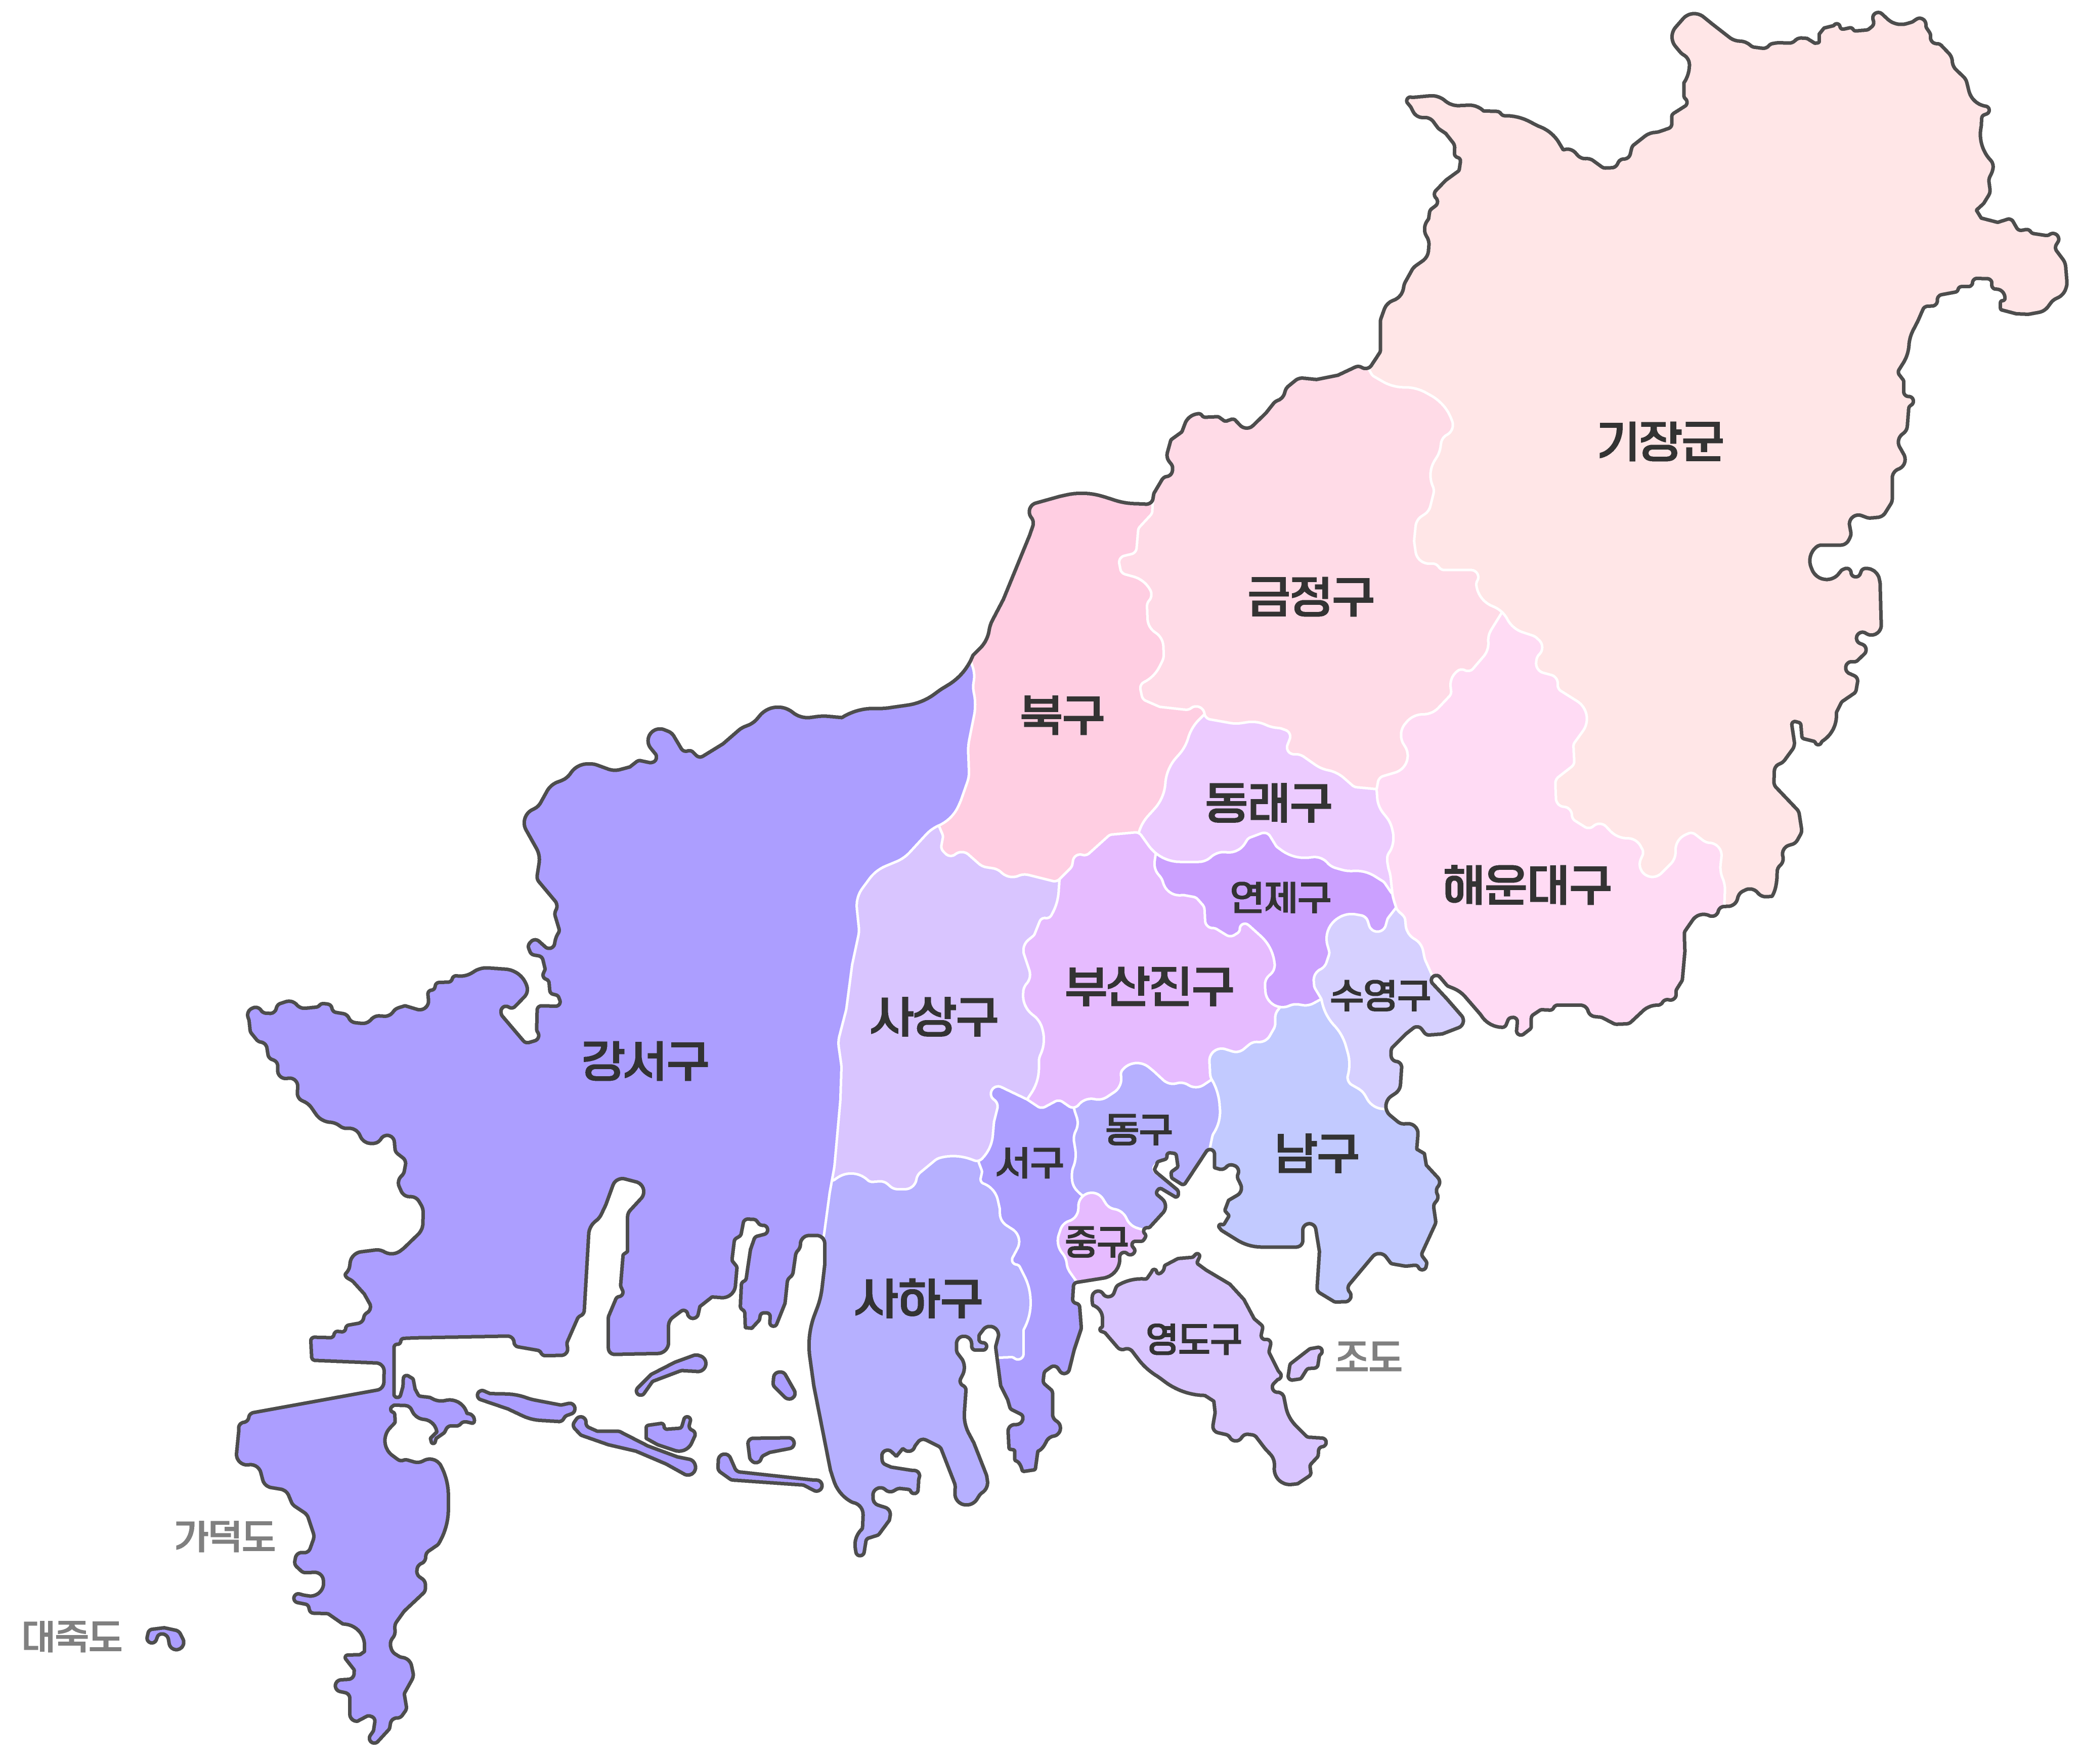 기장군
금정구
북구
동래구
해운대구
연제구
부산진구
수영구
사상구
강서구
동구
남구
서구
중구
사하구
영도구
조도
가덕도
대죽도